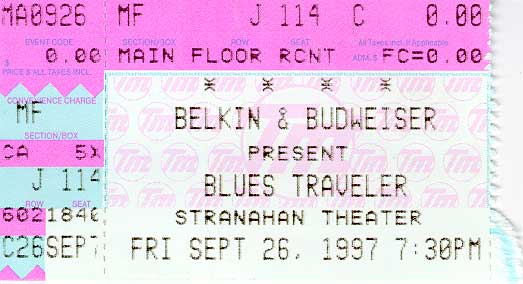 MA0926 MF J 114 C 0.00
EVENT CODE SECTION/BOX ROW SEAT All Taxes Incl. If Applicable
$ 0.00 MAIN FLOOR RCNT ADM.$ FC=0.00
PRICE & ALL TAXES INCL.
CONVENIENCE CHARGE
MF
SECTION/BOX
CA 5X
J 114
ROW SEAT
6021840
C26SEP7
BELKIN & BUDWEISER
PRESENT
BLUES TRAVELER
STRANAHAN THEATER
FRI SEPT 26, 1997 7:30PM